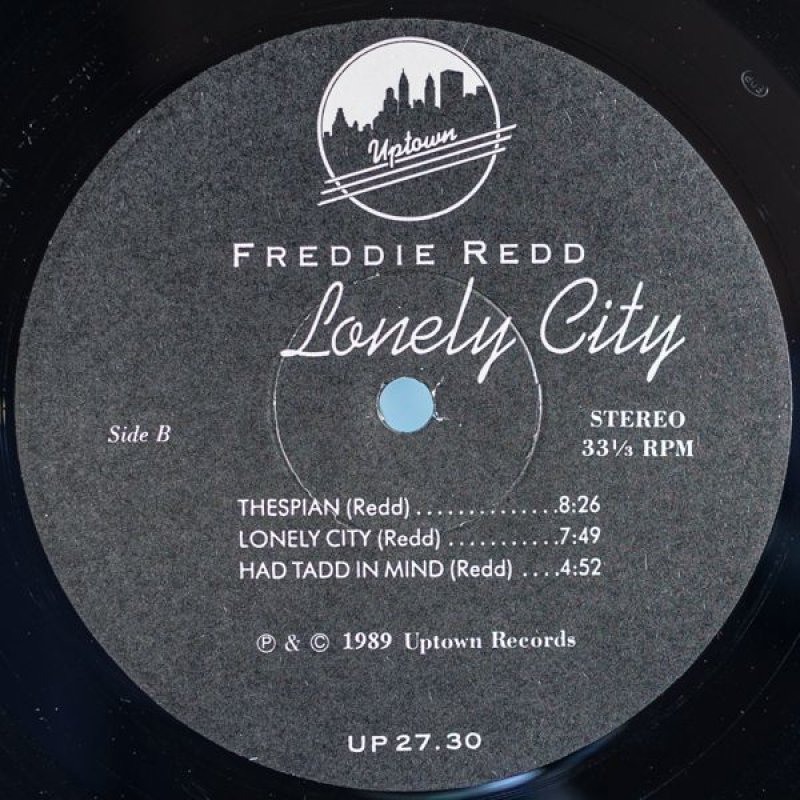 Uptown
FREDDIE REDD
Lonely City
Side B
STEREO
33⅓ RPM
THESPIAN (Redd) ..............8:26
LONELY CITY (Redd) ...........7:49
HAD TADD IN MIND (Redd) ....4:52
℗ & © 1989 Uptown Records
UP 27.30